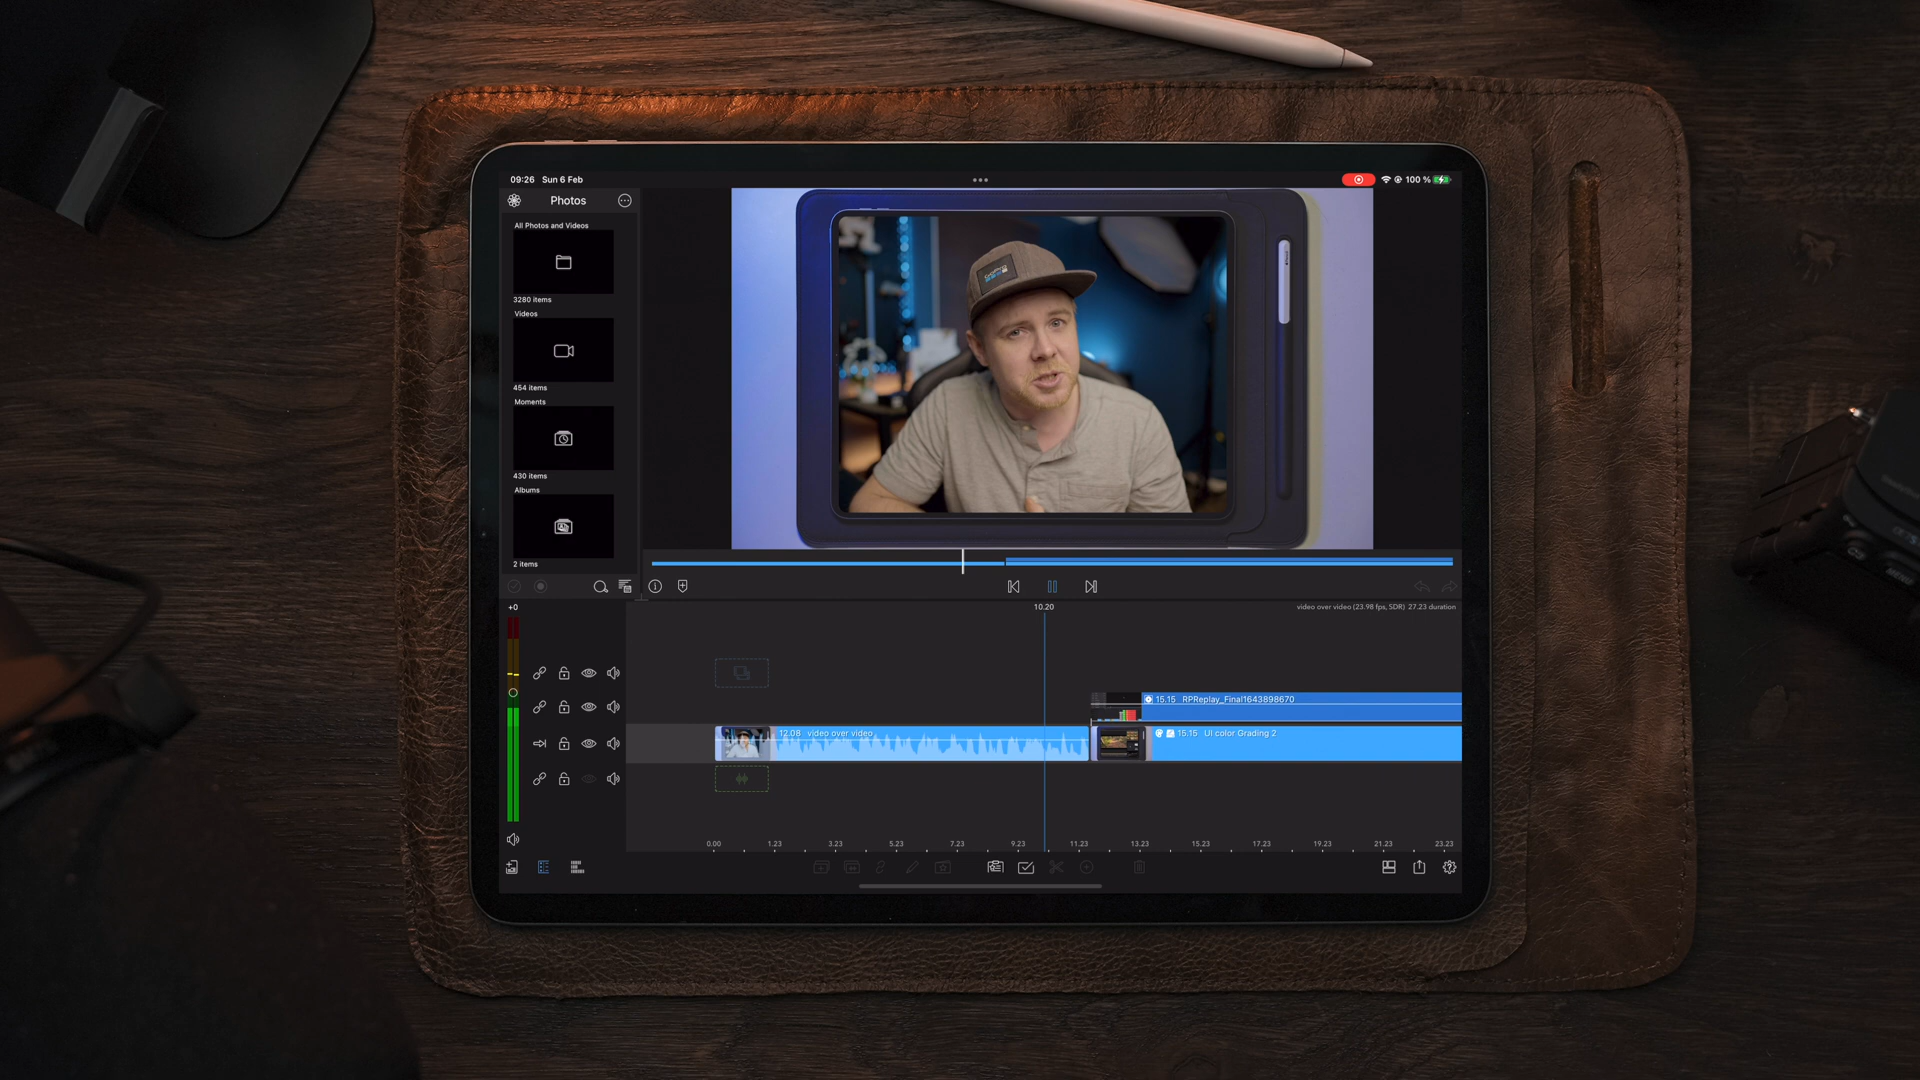 09:26 Sun 6 Feb
100 %
Photos
All Photos and Videos
3280 items
Videos
454 items
Moments
430 items
Albums
2 items
+0
10.20
video over video (23.98 fps, SDR) 27.23 duration
15.15 RPReplay_Final1643898670
12.08 video over video
15.15 UI color Grading 2
0.00 1.23 3.23 5.23 7.23 9.23 11.23 13.23 15.23 17.23 19.23 21.23 23.23
MENU